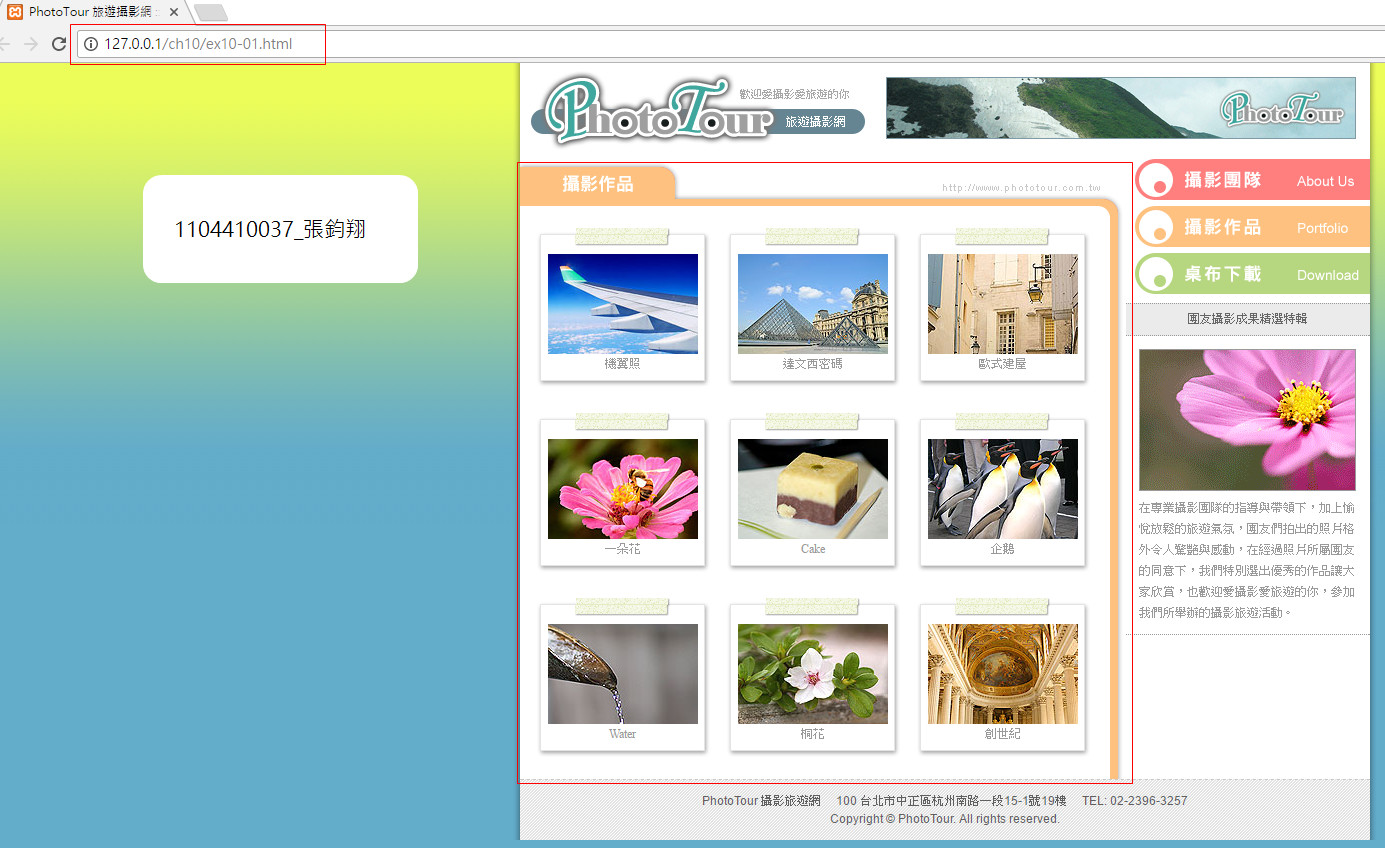 PhotoTour 旅遊攝影網 ::
127.0.0.1/ch10/ex10-01.html
1104410037_張鈞翔
PhotoTour
歡迎愛攝影愛旅遊的你
旅遊攝影網
PhotoTour
攝影作品
http://www.phototour.com.tw
機翼照
達文西密碼
歐式建屋
一朵花
Cake
企鵝
Water
桐花
創世紀
攝影團隊 About Us
攝影作品 Portfolio
桌布下載 Download
團友攝影成果精選特輯
在專業攝影團隊的指導與帶領下，加上愉
悅放鬆的旅遊氣氛，團友們拍出的照片格
外令人驚艷與感動，在經過照片所屬團友
的同意下，我們特別選出優秀的作品讓大
家欣賞，也歡迎愛攝影愛旅遊的你，參加
我們所舉辦的攝影旅遊活動。
PhotoTour 攝影旅遊網 100 台北市中正區杭州南路一段15-1號19樓 TEL: 02-2396-3257
Copyright © PhotoTour. All rights reserved.